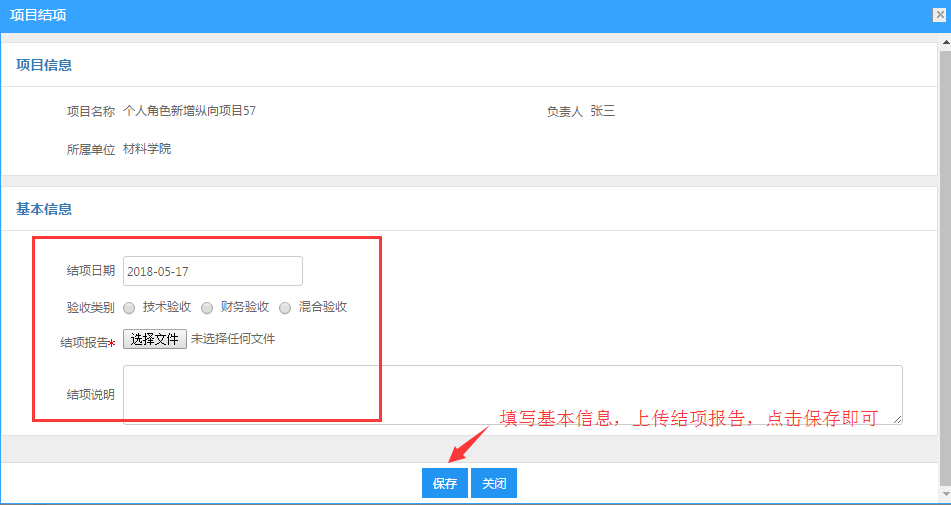 项目结项
项目信息
项目名称 个人角色新增纵向项目57 负责人 张三
所属单位 材料学院
基本信息
结项日期 2018-05-17
验收类别 技术验收 财务验收 混合验收
结项报告* 选择文件 未选择任何文件
结项说明
填写基本信息，上传结项报告，点击保存即可
保存 关闭